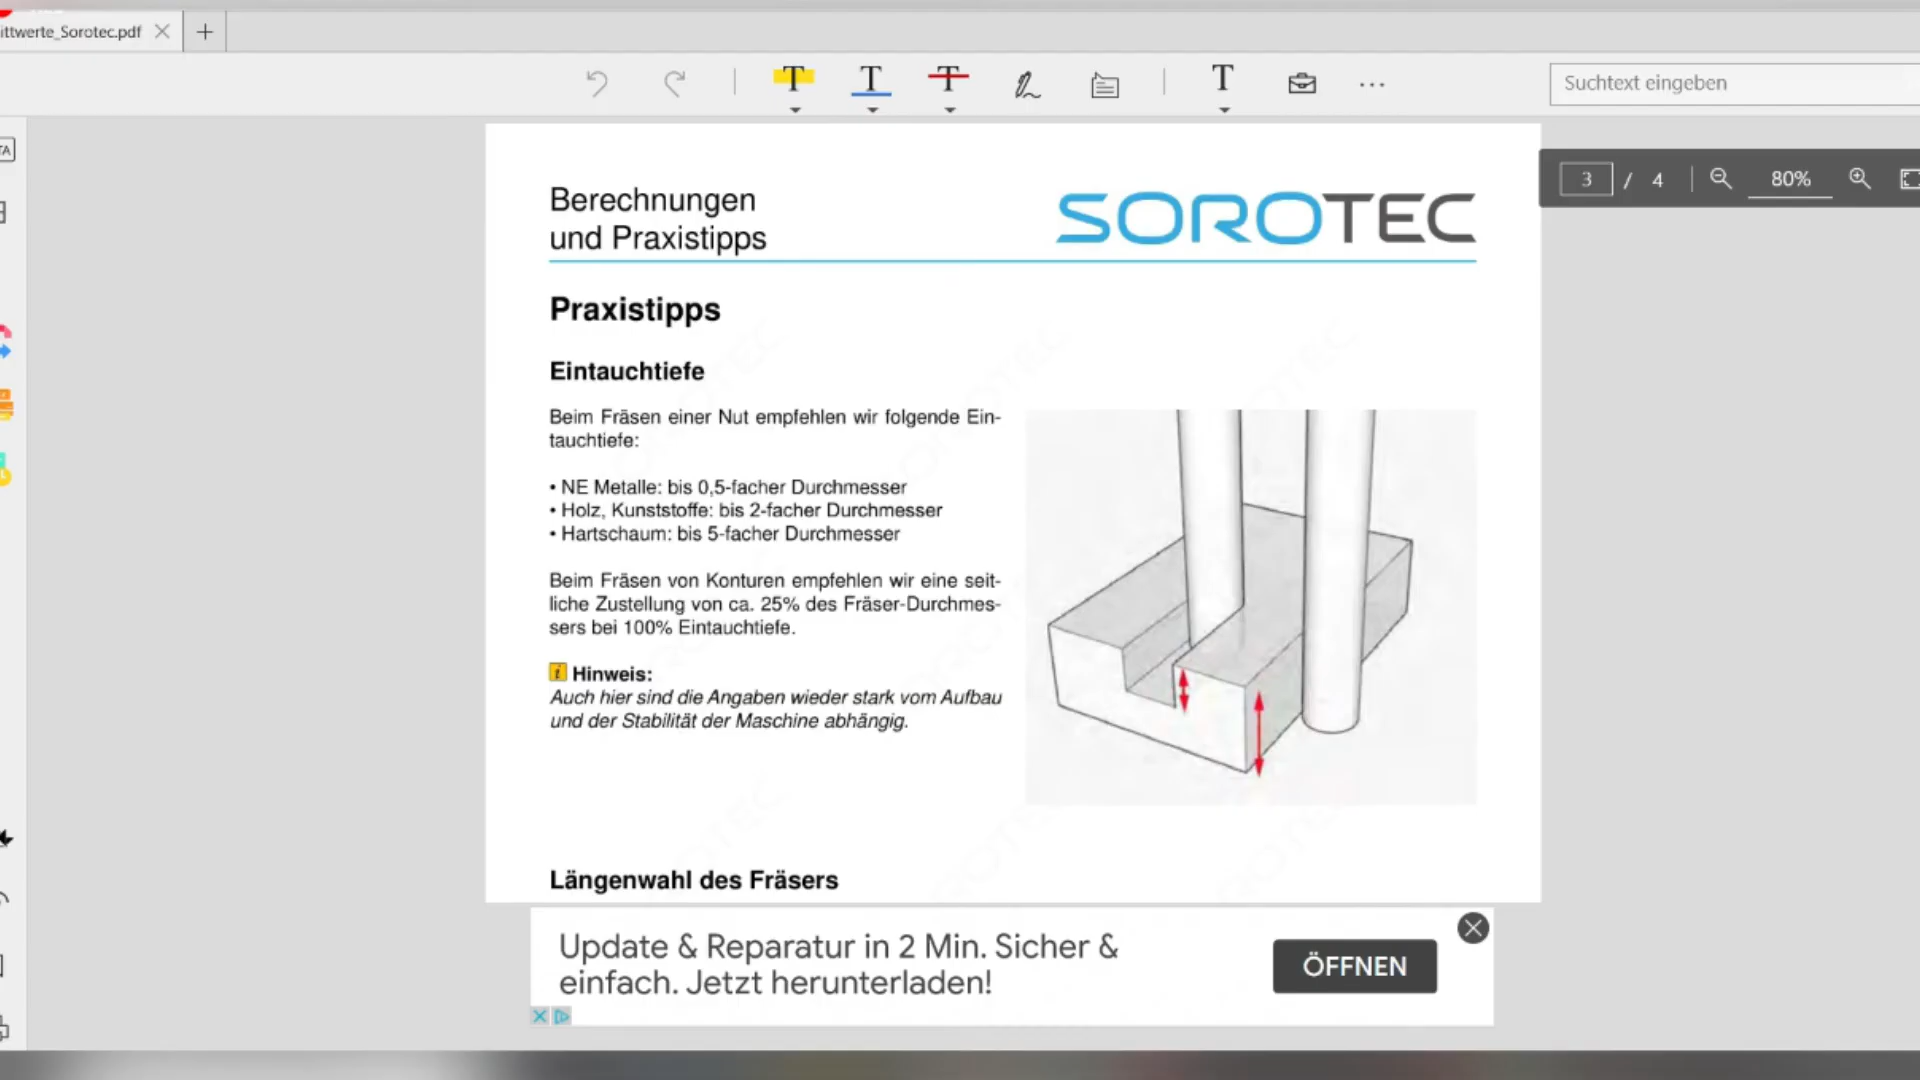 ittwerte_Sorotec.pdf
Suchtext eingeben
3 / 4
80%
Berechnungen
und Praxistipps
SOROTEC
Praxistipps
Eintauchtiefe
Beim Fräsen einer Nut empfehlen wir folgende Ein-
tauchtiefe:
• NE Metalle: bis 0,5-facher Durchmesser
• Holz, Kunststoffe: bis 2-facher Durchmesser
• Hartschaum: bis 5-facher Durchmesser
Beim Fräsen von Konturen empfehlen wir eine seit-
liche Zustellung von ca. 25% des Fräser-Durchmes-
sers bei 100% Eintauchtiefe.
Hinweis:
Auch hier sind die Angaben wieder stark vom Aufbau
und der Stabilität der Maschine abhängig.
Längenwahl des Fräsers
Update & Reparatur in 2 Min. Sicher &
einfach. Jetzt herunterladen!
ÖFFNEN